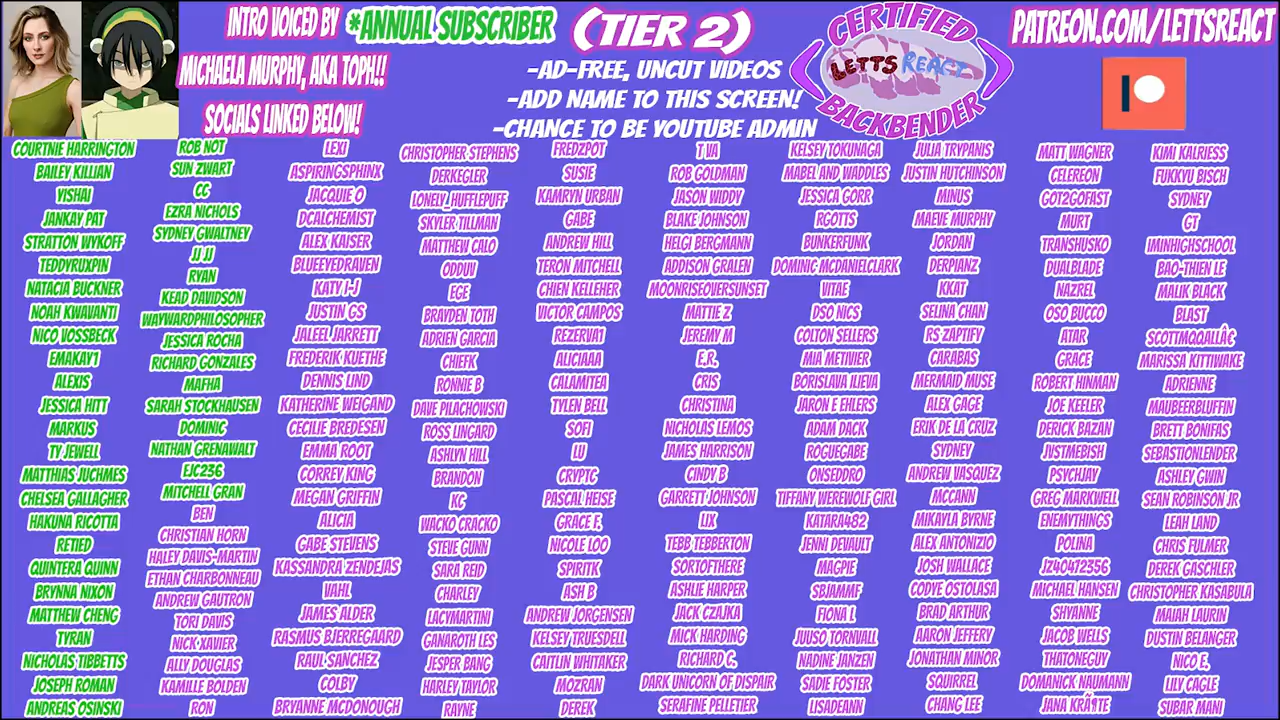 INTRO VOICED BY
MICHAELA MURPHY, AKA TOPH!!
SOCIALS LINKED BELOW!
*ANNUAL SUBSCRIBER
(TIER 2)
-AD-FREE, UNCUT VIDEOS
-ADD NAME TO THIS SCREEN!
-CHANCE TO BE YOUTUBE ADMIN
CERTIFIED
LETTS REACT
BACKBENDER
PATREON.COM/LETTSREACT
COURTNIE HARRINGTON
BAILEY KILLIAN
YISHAI
JANKAY PAT
STRATTON WYKOFF
TEDDYRUXPIN
NATACIA BUCKNER
NOAH KWAVANTI
NICO VOSSBECK
EMAKAY1
ALEXIS
JESSICA HITT
MARKUS
TY JEWELL
MATTHIAS JUCHMES
CHELSEA GALLAGHER
HAKUNA RICOTTA
RETIED
QUINTERA QUINN
BRYNNA NIXON
MATTHEW CHENG
TYRAN
NICHOLAS TIBBETTS
JOSEPH ROMAN
ANDREAS OSINSKI
ROB NOT
SUN ZWART
CC
EZRA NICHOLS
SYDNEY GWALTNEY
JJ JJ
RYAN
KEAD DAVIDSON
WAYWARDPHILOSOPHER
JESSICA ROCHA
RICHARD GONZALES
MAFHA
SARAH STOCKHAUSEN
DOMINIC
NATHAN GRENAWALT
EJC236
MITCHELL GRAN
BEN
CHRISTIAN HORN
HALEY DAVIS-MARTIN
ETHAN CHARBONNEAU
ANDREW GAUTRON
TORI DAVIS
NICK-XAVIER
ALLY DOUGLAS
KAMILLE BOLDEN
RON
LEXI
ASPIRINGSPHINX
JACQUIE O
DCALCHEMIST
ALEX KAISER
BLUEEYEDRAVEN
KATY I-J
JUSTIN GS
JALEEL JARRETT
FREDERIK KUETHE
DENNIS LIND
KATHERINE WEIGAND
CECILIE BREDESEN
EMMA ROOT
CORREY KING
MEGAN GRIFFIN
ALICIA
GABE STEVENS
KASSANDRA ZENDEJAS
VAHL
JAMES ALDER
RASMUS BJERREGAARD
RAUL SANCHEZ
COLBY
BRYANNE MCDONOUGH
CHRISTOPHER STEPHENS
DERKEGLER
LONELY_HUFFLEPUFF
SKYLER TILLMAN
MATTHEW CALO
ODDUV
EGE
BRAYDEN TOTH
ADRIEN GARCIA
CHIEFK
RONNIE B
DAVE PILACHOWSKI
ROSS LINGARD
ASHLYN HILL
BRANDON
KC
WACKO CRACKO
STEVE GUNN
SARA REID
CHARLEY
LACYMARTINI
GANAROTH LES
JESPER BANG
HARLEY TAYLOR
RAYNE
FREDZPOT
SUSIE
KAMRYN URBAN
GABE
ANDREW HILL
TERON MITCHELL
CHIEN KELLEHER
VICTOR CAMPOS
REZERVA1
ALICIAAA
CALAMITEA
TYLEN BELL
SOFI
LU
CRYPTC
PASCAL HEISE
GRACE F.
NICOLE LOO
SPIRITK
ASH B
ANDREW JORGENSEN
KELSEY TRUESDELL
CAITLIN WHITAKER
MOZRAN
DEREK
T VA
ROB GOLDMAN
JASON WIDDY
BLAKE JOHNSON
HELGI BERGMANN
ADDISON GRALEN
MOONRISEOVERSUNSET
MATTIE Z
JEREMY M
E.R.
CRIS
CHRISTINA
NICHOLAS LEMOS
JAMES HARRISON
CINDY B
GARRETT JOHNSON
LIX
TEBB TEBBERTON
SORTOFTHERE
ASHLIE HARPER
JACK CZAJKA
MICK HARDING
RICHARD C.
DARK UNICORN OF DISPAIR
SERAFINE PELLETIER
KELSEY TOKUNAGA
MABEL AND WADDLES
JESSICA GORR
RGOTTS
BUNKERFUNK
DOMINIC MCDANIELCLARK
VITAE
DSO NICS
COLTON SELLERS
MIA METIVIER
BORISLAVA ILIEVA
JARON E EHLERS
ADAM DACK
ROGUEGABE
ONSEDDRO
TIFFANY WEREWOLF GIRL
KATARA482
JENNI DEVAULT
MAGPIE
SBJAMMF
FIONA L
JUUSO TORNVALL
NADINE JANZEN
SADIE FOSTER
LISADEANN
JULIA TRYPANIS
JUSTIN HUTCHINSON
MINUS
MAEVE MURPHY
JORDAN
DERPIANZ
KKAT
SELINA CHAN
RS ZAPTIFY
CARABAS
MERMAID MUSE
ALEX GAGE
ERIK DE LA CRUZ
SYDNEY
ANDREW VASQUEZ
MCCANN
MIKAYLA BYRNE
ALEX ANTONIZIO
JOSH WALLACE
CODYE OSTOLASA
BRAD ARTHUR
AARON JEFFERY
JONATHAN MINOR
SQUIRREL
CHANG LEE
MATT WAGNER
CELEREON
GOT2GOFAST
MURT
TRANSHUSKO
DUALBLADE
NAZREL
OSO BUCCO
ATAR
GRACE
ROBERT HINMAN
JOE KEELER
DERICK BAZAN
JVSTMEBISH
PSYCHJAY
GREG MARKWELL
ENEMYTHINGS
POLINA
JZ40412356
MICHAEL HANSEN
SHYANNE
JACOB WELLS
THATONEGUY
DOMANICK NAUMANN
JANA KRÃ¶TE
KIMI KALRIESS
FUKKYU BISCH
SYDNEY
GT
IMINHIGHSCHOOL
BAO-THIEN LE
MALIK BLACK
BLAST
SCOTTMQQALLÂ€
MARISSA KITTIWAKE
ADRIENNE
MAUBEERBLUFFIN
BRETT BONIFAS
SEBASTIONLENDER
ASHLEY GWIN
SEAN ROBINSON JR
LEAH LAND
CHRIS FULMER
DEREK GASCHLER
CHRISTOPHER KASABULA
MAIAH LAURIN
DUSTIN BELANGER
NICO E.
LILY CAGLE
SUBAR MANI